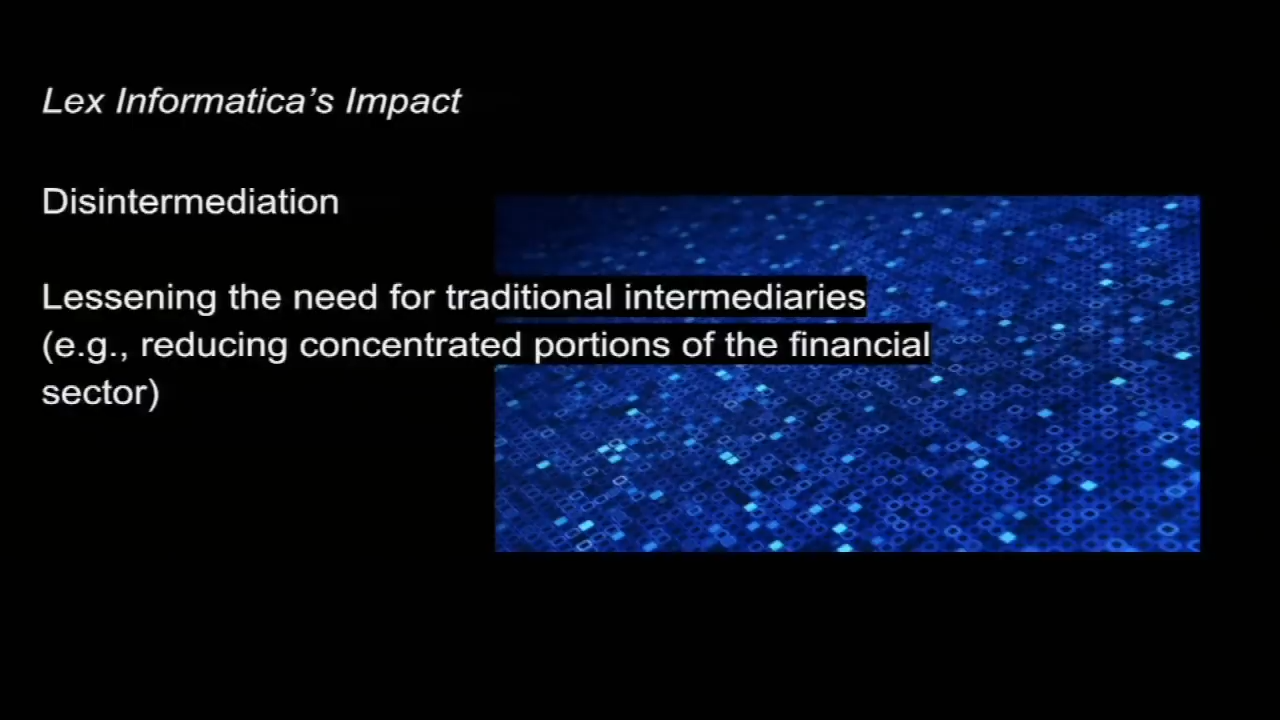 Lex Informatica’s Impact
Disintermediation
Lessening the need for traditional intermediaries
(e.g., reducing concentrated portions of the financial
sector)